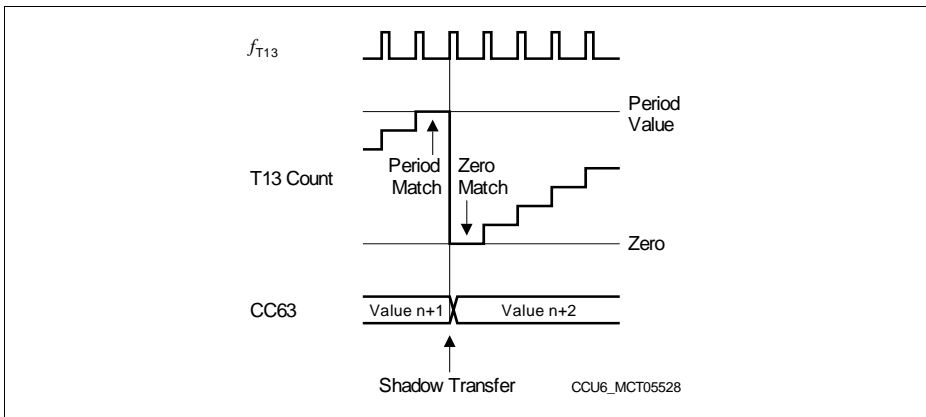 fT13
Period
Value
T13 Count
Period
Match
Zero
Match
Zero
CC63
Value n+1
Value n+2
Shadow Transfer
CCU6_MCT05528